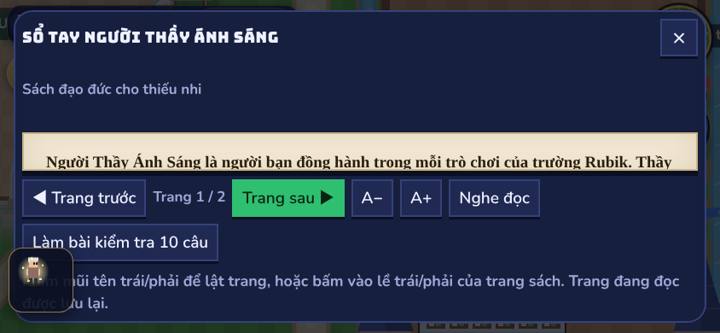 SỔ TAY NGƯỜI THẦY ÁNH SÁNG
×
Sách đạo đức cho thiếu nhi
Người Thầy Ánh Sáng là người bạn đồng hành trong mỗi trò chơi của trường Rubik. Thầy
◀ Trang trước Trang 1 / 2 Trang sau ▶ A− A+ Nghe đọc
Làm bài kiểm tra 10 câu
mũi tên trái/phải để lật trang, hoặc bấm vào lề trái/phải của trang sách. Trang đang đọc
được lưu lại.